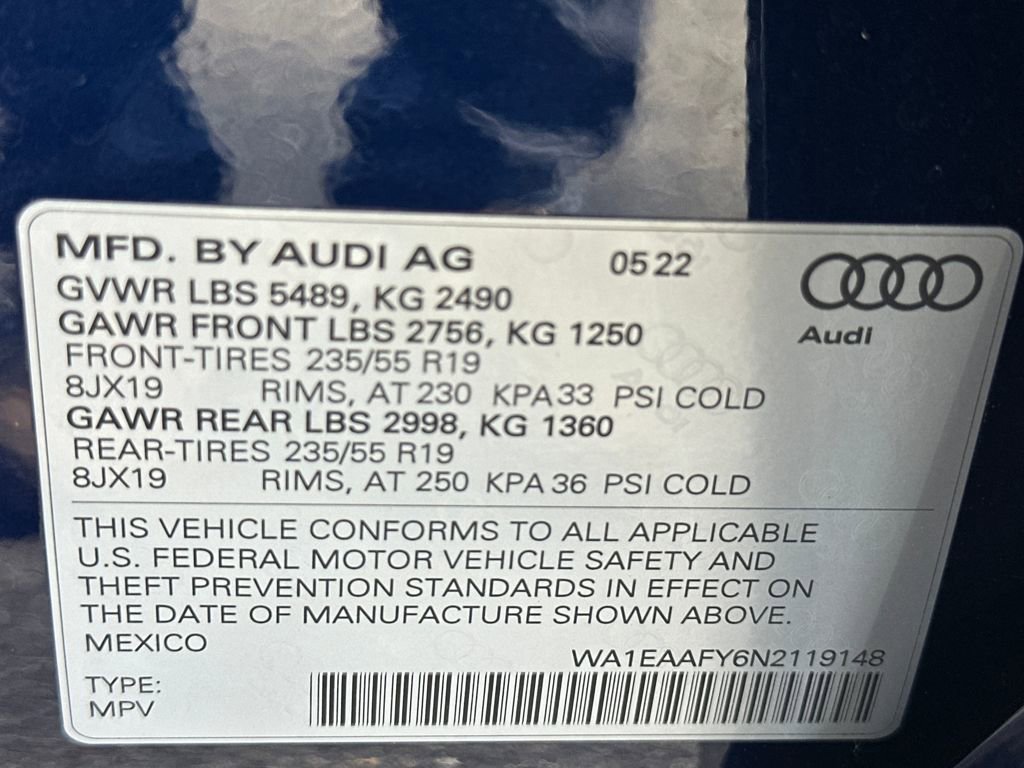 MFD. BY AUDI AG 0522
Audi
GVWR LBS 5489, KG 2490
GAWR FRONT LBS 2756, KG 1250
FRONT-TIRES 235/55 R19
8JX19 RIMS, AT 230 KPA33 PSI COLD
GAWR REAR LBS 2998, KG 1360
REAR-TIRES 235/55 R19
8JX19 RIMS, AT 250 KPA 36 PSI COLD
THIS VEHICLE CONFORMS TO ALL APPLICABLE
U.S. FEDERAL MOTOR VEHICLE SAFETY AND
THEFT PREVENTION STANDARDS IN EFFECT ON
THE DATE OF MANUFACTURE SHOWN ABOVE.
MEXICO
WA1EAAFY6N2119148
TYPE:
MPV